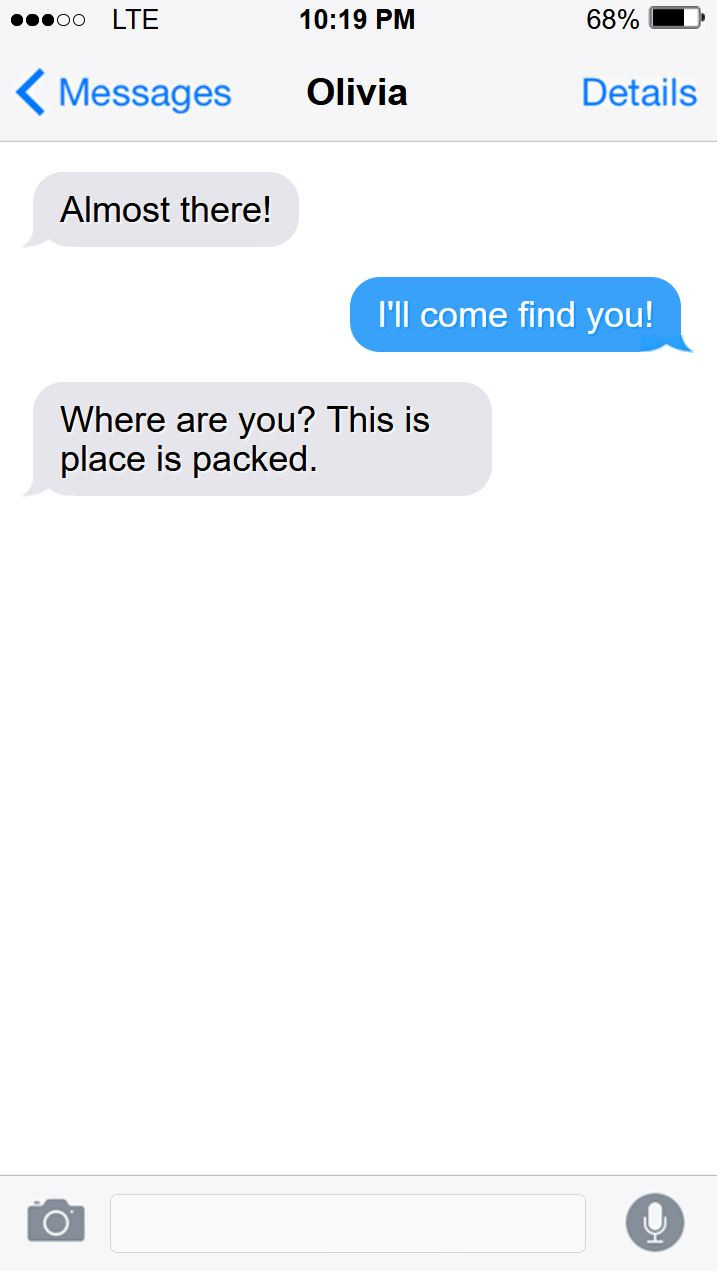 LTE 10:19 PM 68%
Messages Olivia Details
Almost there!
I'll come find you!
Where are you? This is
place is packed.